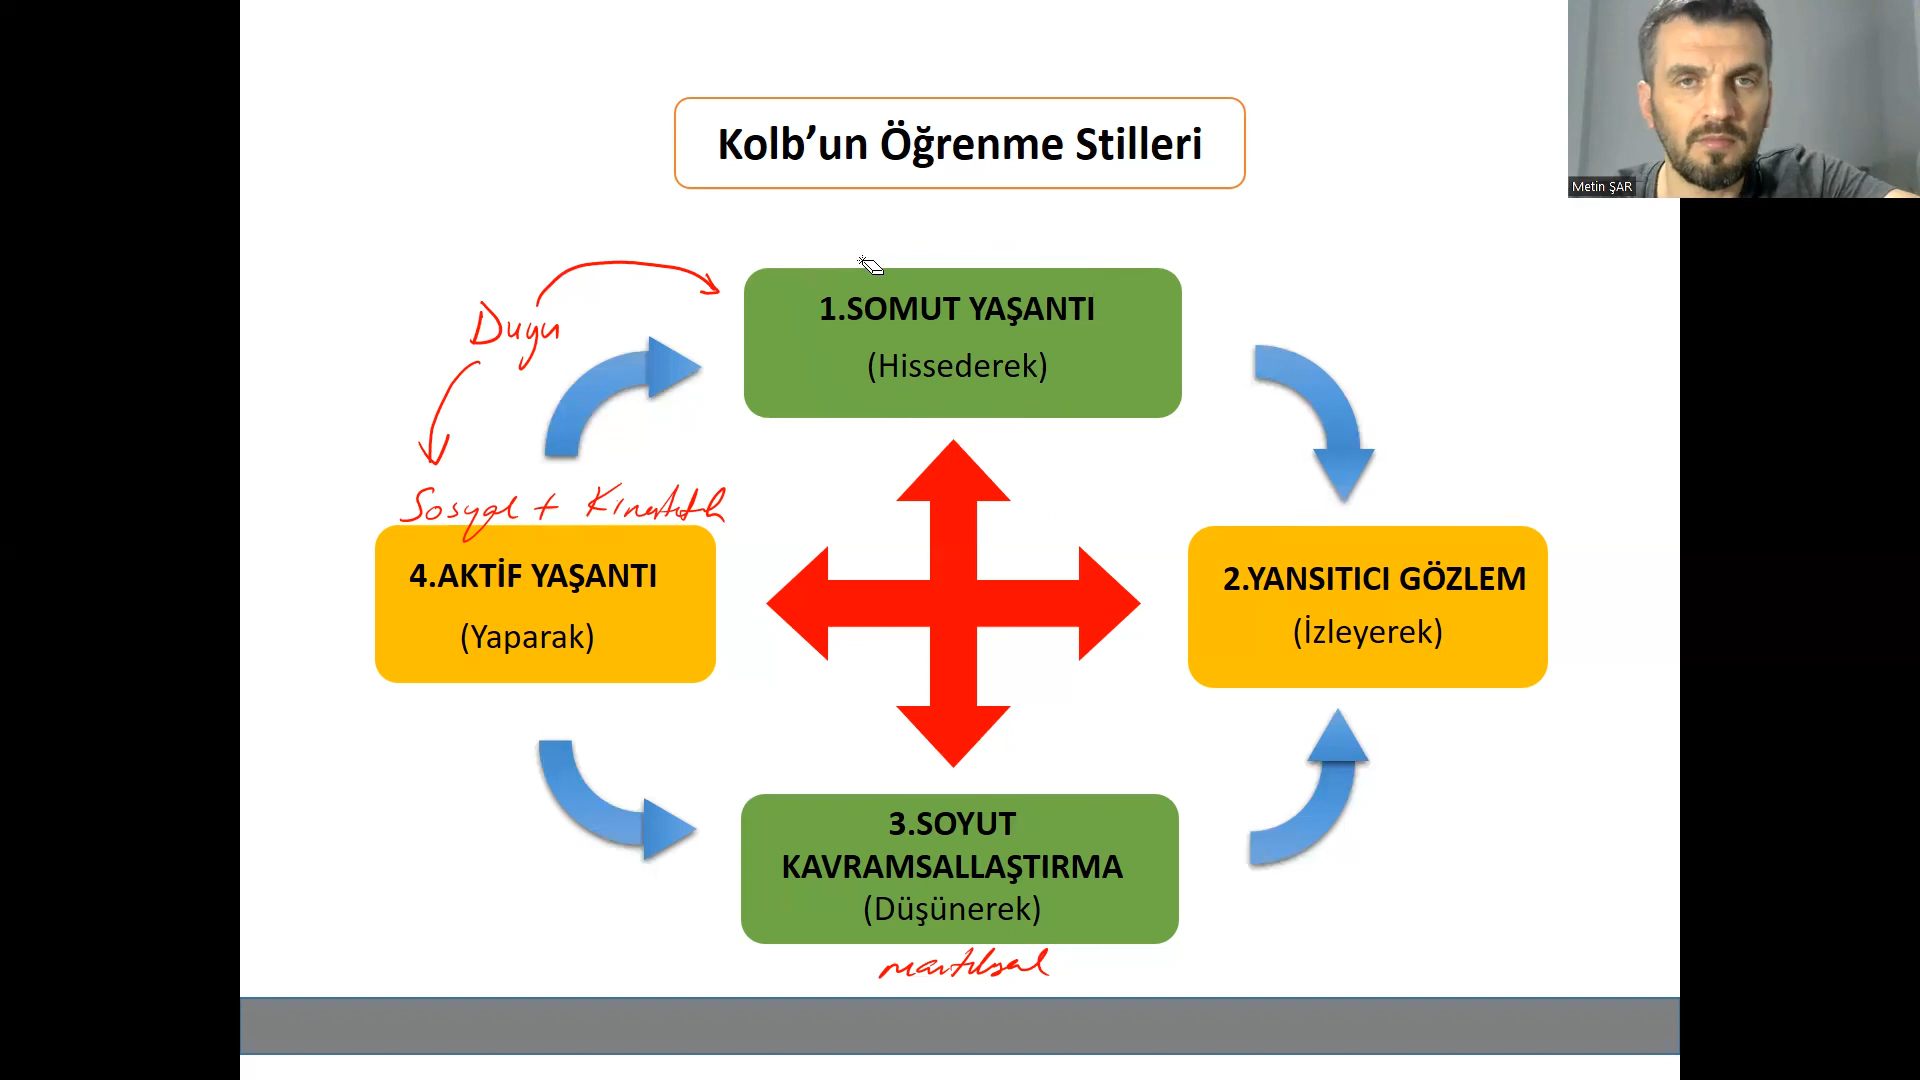 Kolb’un Öğrenme Stilleri
Metin ŞAR
Duygu
1.SOMUT YAŞANTI
(Hissederek)
Sosyal + Kinestetik
4.AKTİF YAŞANTI
(Yaparak)
2.YANSITICI GÖZLEM
(İzleyerek)
3.SOYUT
KAVRAMSALLAŞTIRMA
(Düşünerek)
mantıksal